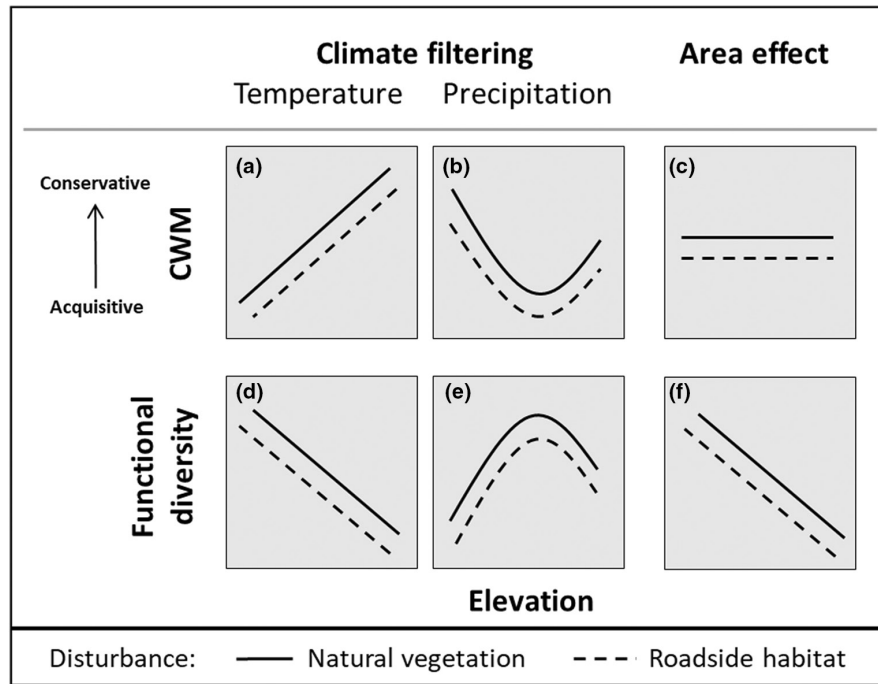 Climate filtering
Area effect
Temperature
Precipitation
Conservative
Acquisitive
CWM
(a)
(b)
(c)
Functional
diversity
(d)
(e)
(f)
Elevation
Disturbance: Natural vegetation Roadside habitat